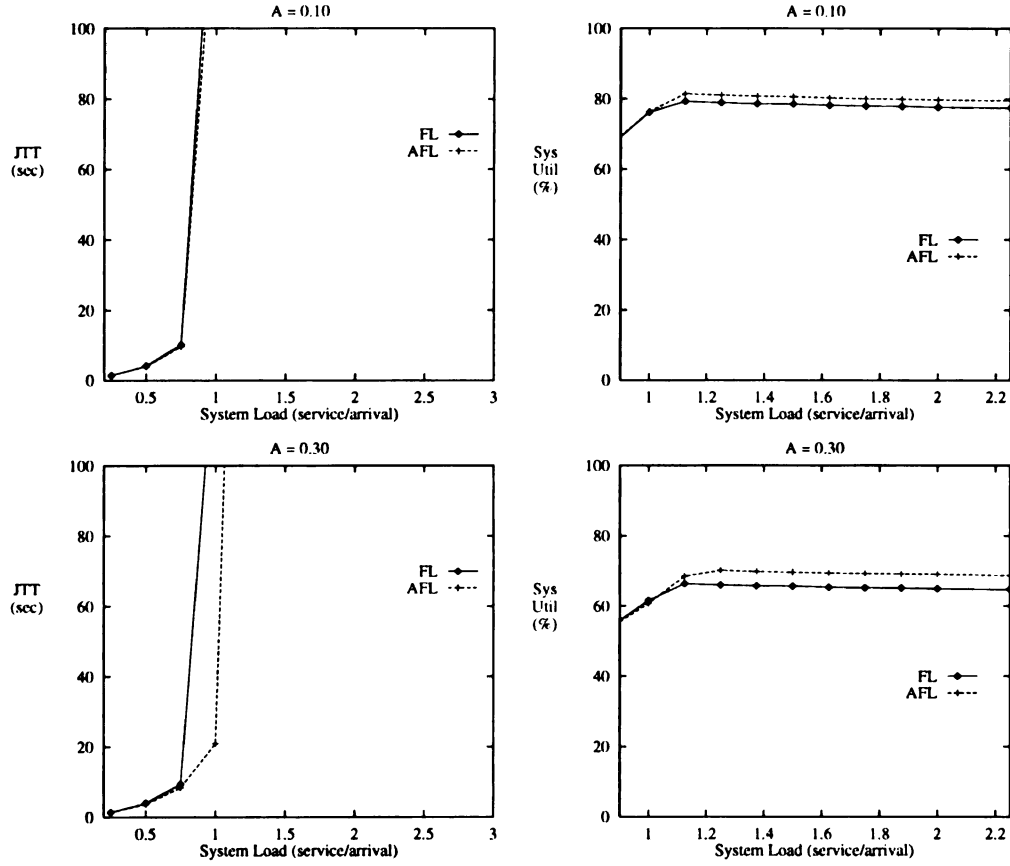 A = 0.10
100
80
60
40
20
0
JTT
(sec)
FL
AFL
0.5
1
1.5
2
2.5
3
System Load (service/arrival)
A = 0.10
100
80
60
40
20
0
Sys
Util
(%)
FL
AFL
1
1.2
1.4
1.6
1.8
2
2.2
System Load (service/arrival)
A = 0.30
100
80
60
40
20
0
JTT
(sec)
FL
AFL
0.5
1
1.5
2
2.5
3
System Load (service/arrival)
A = 0.30
100
80
60
40
20
0
Sys
Util
(%)
FL
AFL
1
1.2
1.4
1.6
1.8
2
2.2
System Load (service/arrival)